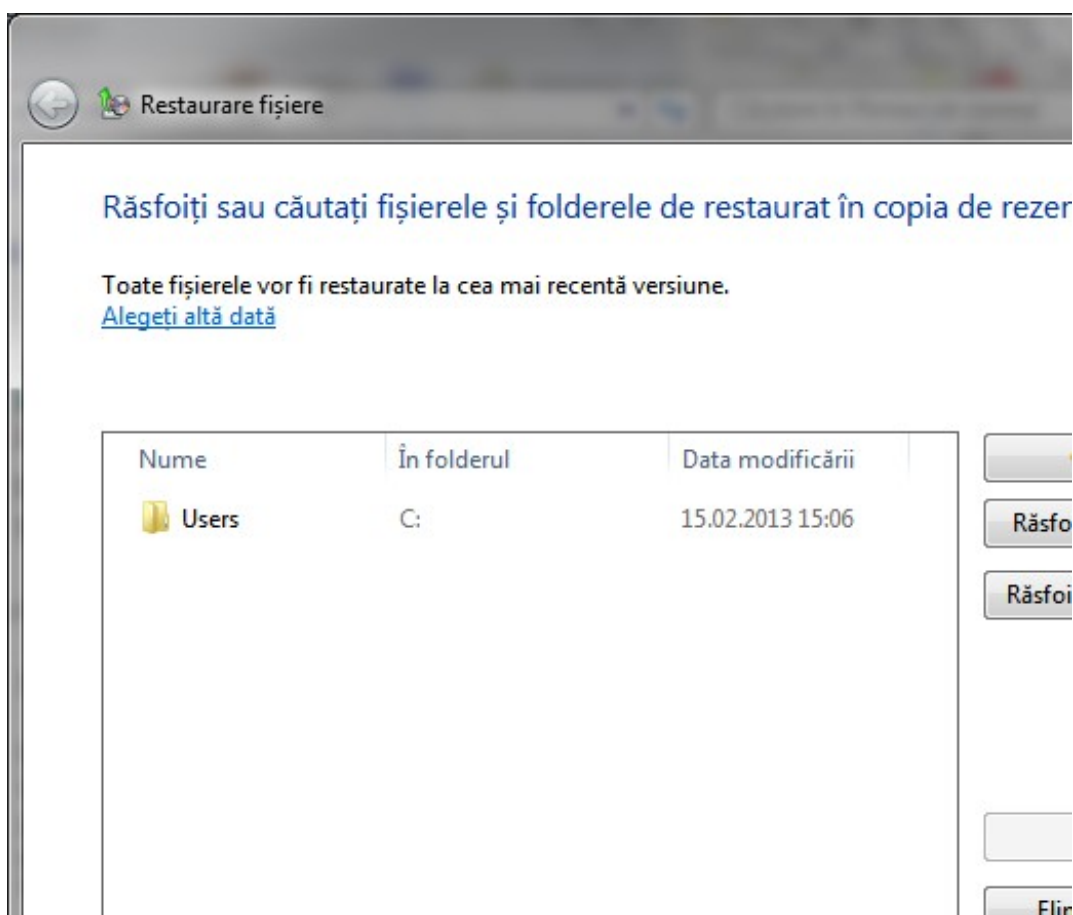 Restaurare fișiere
Răsfoiți sau căutați fișierele și folderele de restaurat în copia de rezer
Toate fișierele vor fi restaurate la cea mai recentă versiune.
Alegeți altă dată
Nume În folderul Data modificării
Users C: 15.02.2013 15:06
Răsfo
Răsfoi